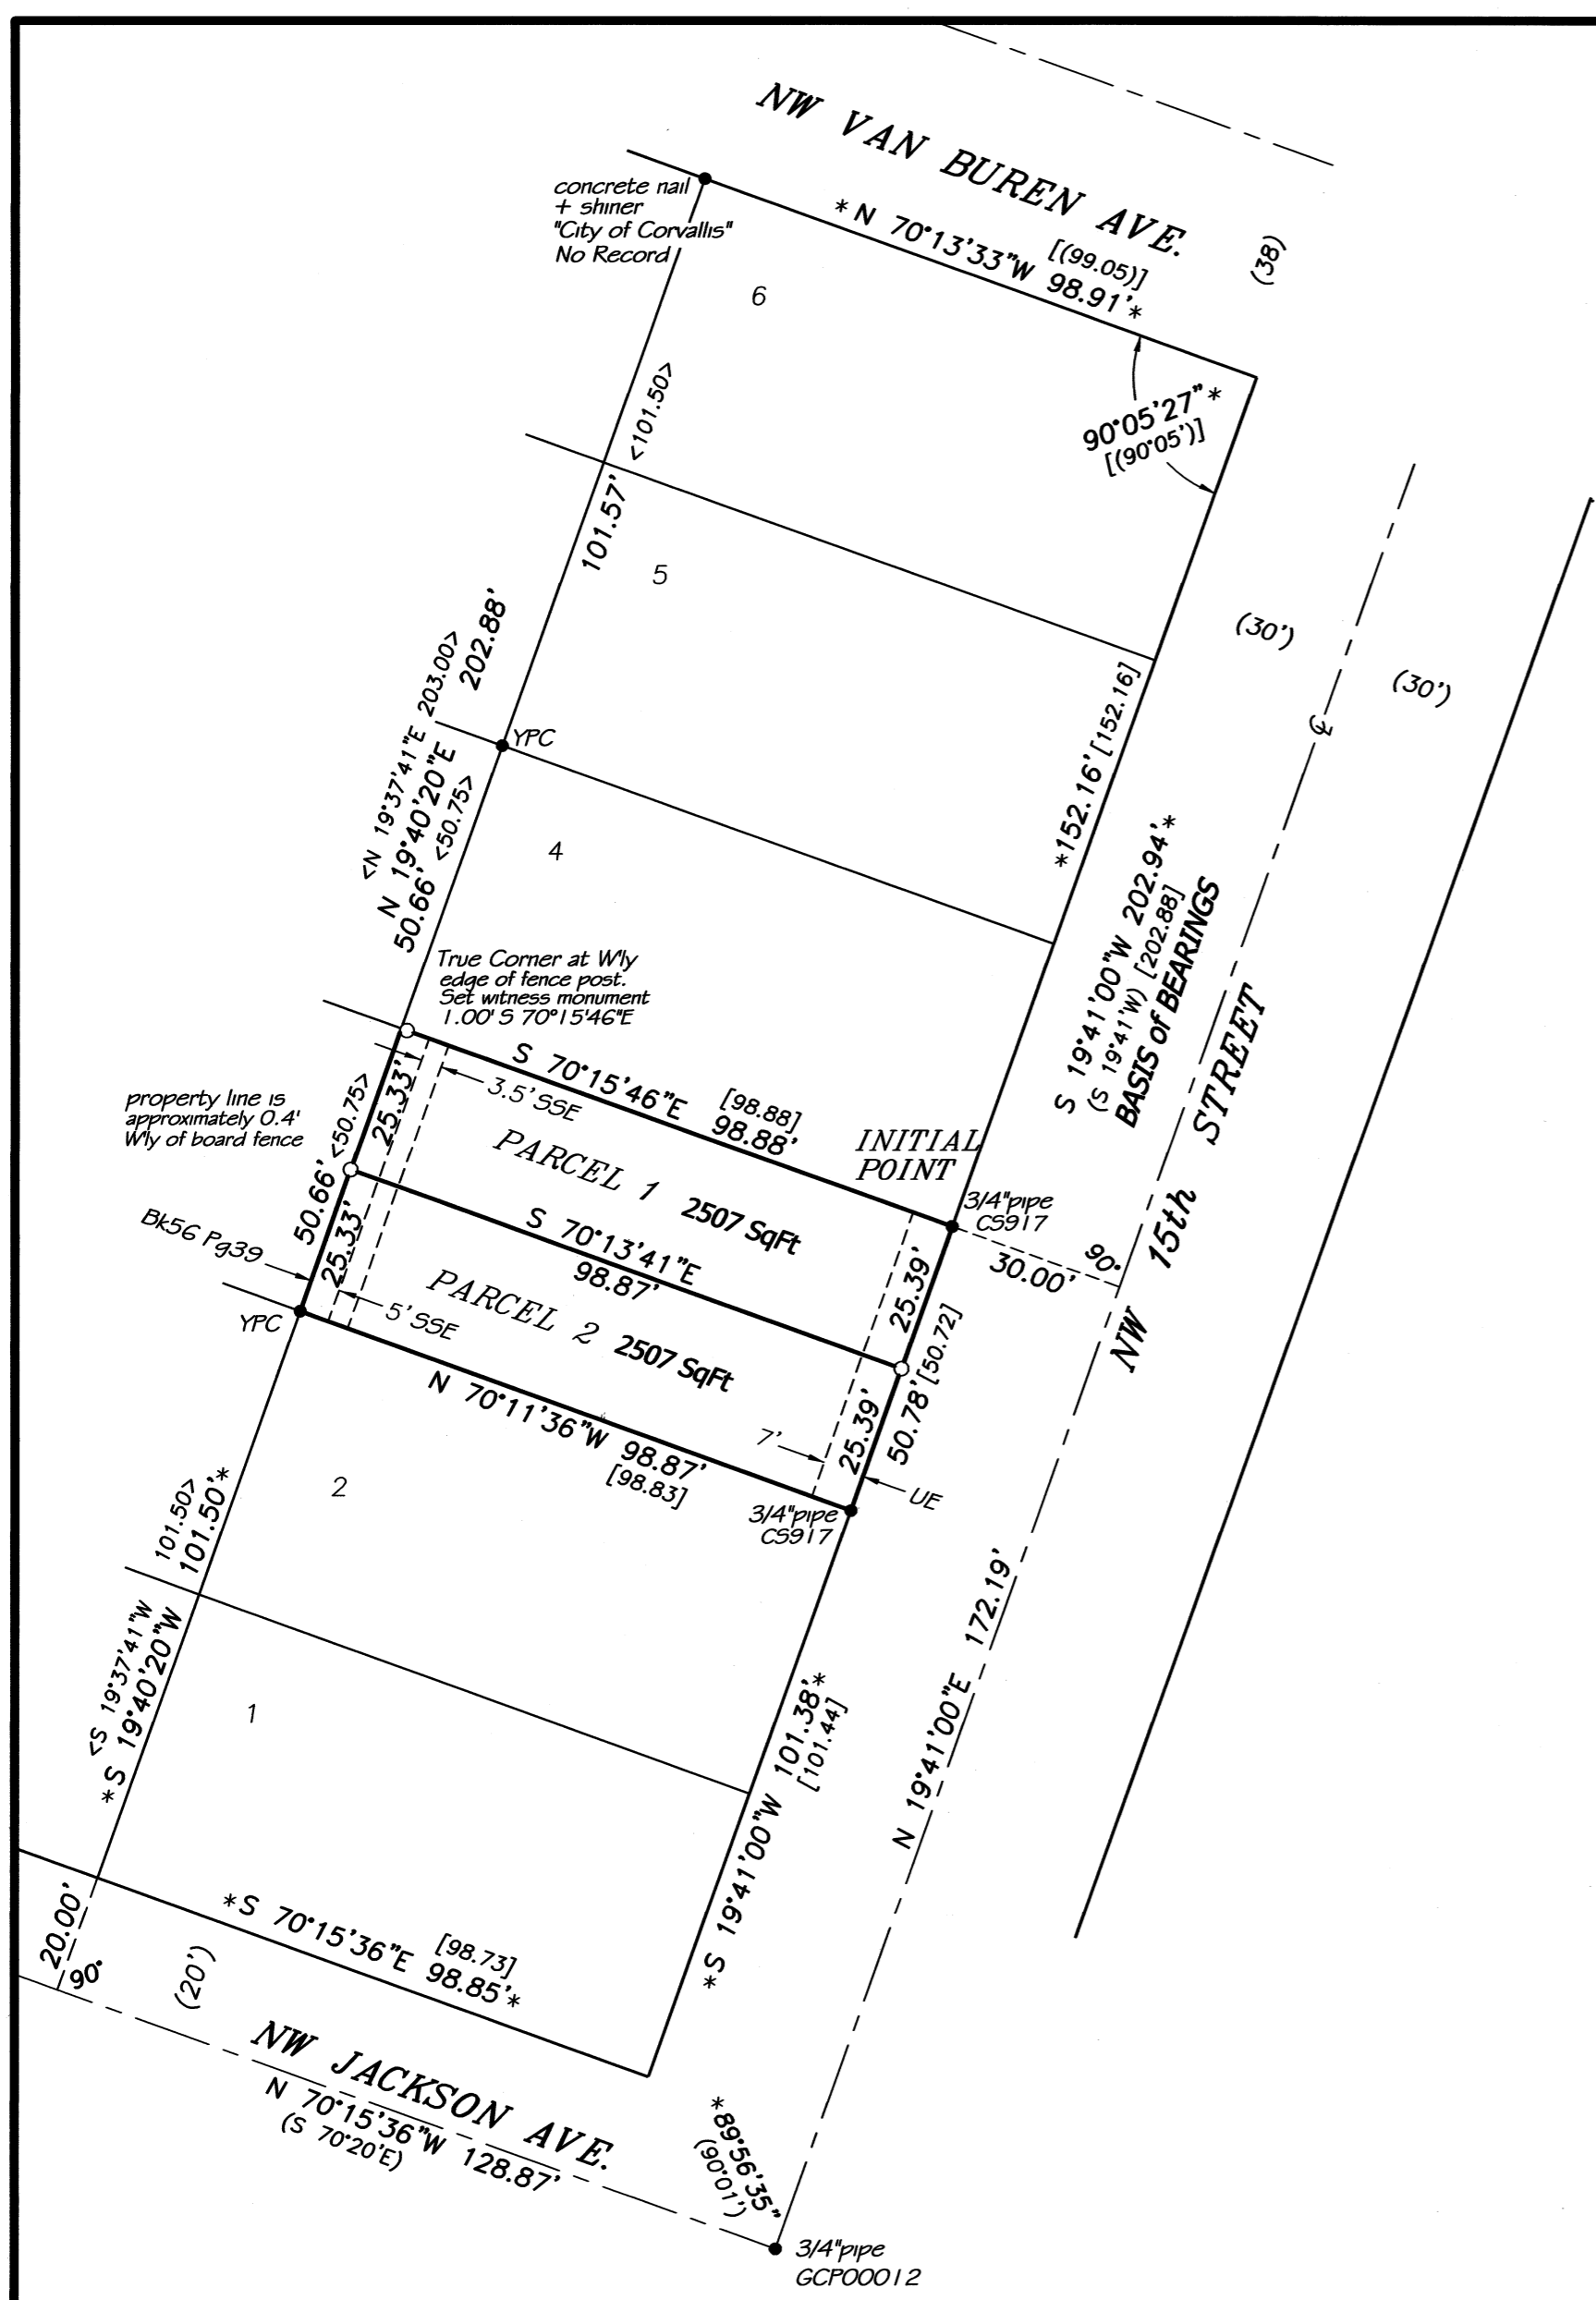 NW VAN BUREN AVE.
concrete nail
+ shiner
"City of Corvallis"
No Record
*N 70°13'33"W 98.91'*
[(99.05)]
(38)
6
90°05'27"*
[(90°05')]
101.57' <101.50>
5
(30')
(30')
<N 19°37'41"E 203.00>
N 19°40'20"E 202.88'
50.66' <50.75>
YPC
*152.16' [152.16]
℄
4
S 19°41'00"W 202.94'*
(S 19°41'W) [202.88]
BASIS of BEARINGS
True Corner at W'ly
edge of fence post.
Set witness monument
1.00' S 70°15'46"E
S 70°15'46"E 98.88'
[98.88]
3.5' SSE
property line is
approximately 0.4'
W'ly of board fence
50.66' <50.75>
25.33'
PARCEL 1 2507 SqFt
INITIAL
POINT
3/4"pipe
CS917
30.00'
90°
NW 15th STREET
S 70°13'41"E
98.87'
25.39'
Bk56 Pg39
25.33'
YPC
5' SSE
PARCEL 2 2507 SqFt
N 70°11'36"W 98.87'
[98.83]
7'
25.39'
50.78' [50.72]
UE
3/4"pipe
CS917
2
101.50>
101.50'*
<S 19°37'41"W
*S 19°40'20"W
1
*S 19°41'00"W 101.38'*
[101.44]
N 19°41'00"E 172.19'
20.00'
90°
(20')
*S 70°15'36"E 98.85'*
[98.73]
NW JACKSON AVE.
N 70°15'36"W 128.87'
(S 70°20'E)
*89°56'35"
(90°01')
3/4"pipe
GCP00012